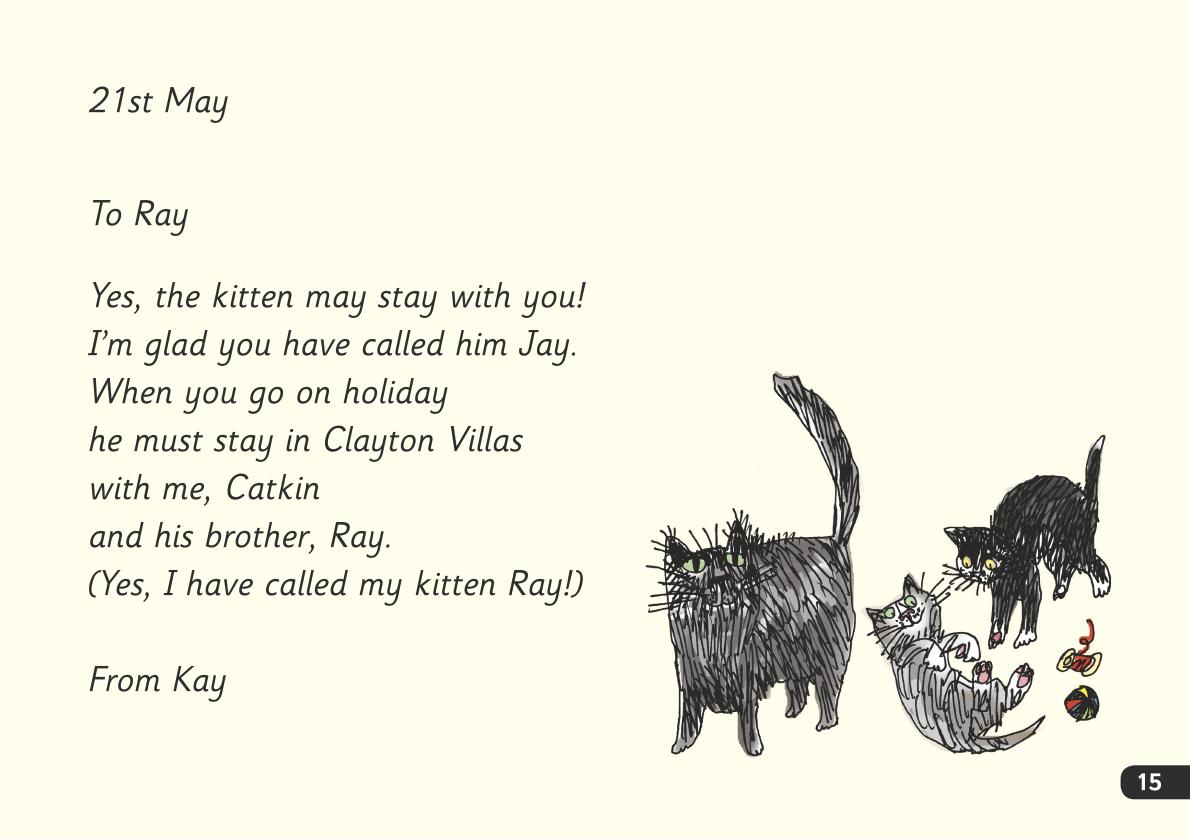 21st May
To Ray
Yes, the kitten may stay with you!
I'm glad you have called him Jay.
When you go on holiday
he must stay in Clayton Villas
with me, Catkin
and his brother, Ray.
(Yes, I have called my kitten Ray!)
From Kay
15